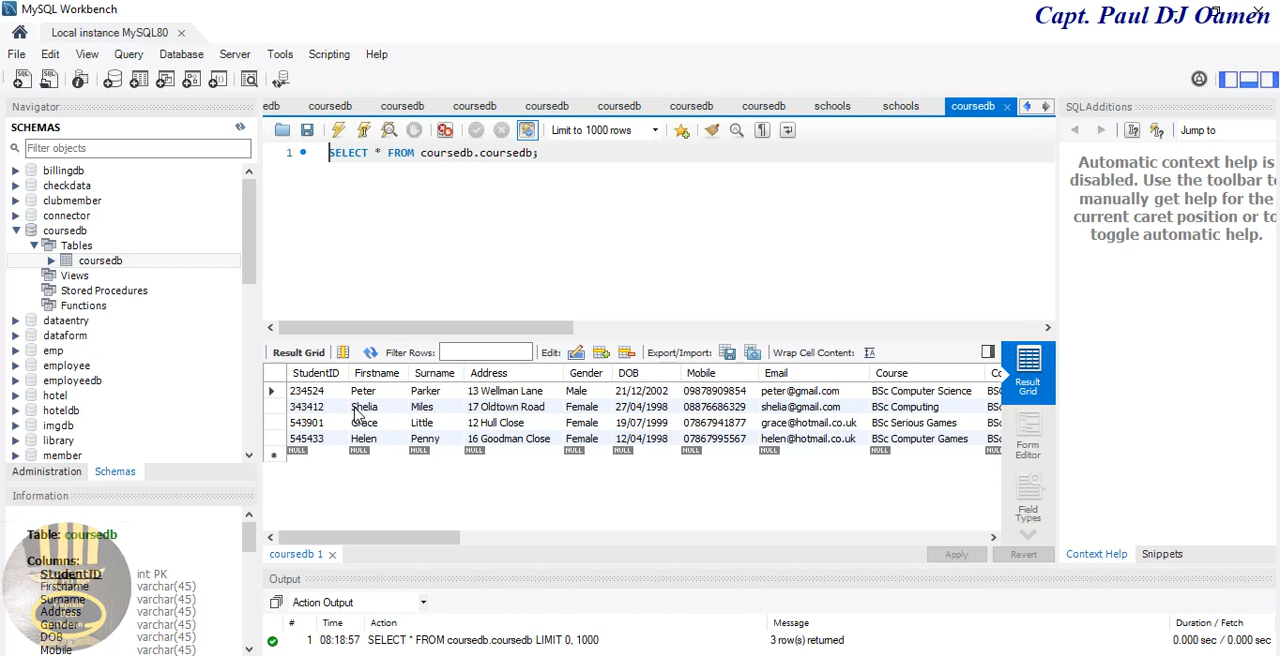 MySQL Workbench
Capt. Paul DJ Oamen
Local instance MySQL80
File Edit View Query Database Server Tools Scripting Help
Navigator
SCHEMAS
Filter objects
billingdb
checkdata
clubmember
connector
coursedb
Tables
coursedb
Views
Stored Procedures
Functions
dataentry
dataform
emp
employee
employeedb
hotel
hoteldb
imgdb
library
member
Administration Schemas
Information
Table: coursedb
Columns:
StudentID int PK
Firstname varchar(45)
Surname varchar(45)
Address varchar(45)
Gender varchar(45)
DOB varchar(45)
Mobile varchar(45)
edb coursedb coursedb coursedb coursedb coursedb coursedb coursedb schools schools coursedb
Limit to 1000 rows
1 SELECT * FROM coursedb.coursedb;
Result Grid Filter Rows: Edit: Export/Import: Wrap Cell Content:
StudentID Firstname Surname Address Gender DOB Mobile Email Course Co
234524 Peter Parker 13 Wellman Lane Male 21/12/2002 09878909854 peter@gmail.com BSc Computer Science BSC
343412 Shelia Miles 17 Oldtown Road Female 27/04/1998 08876686329 shelia@gmail.com BSc Computing BSC
543901 Grace Little 12 Hull Close Female 19/07/1999 07867941877 grace@hotmail.co.uk BSc Serious Games BSC
545433 Helen Penny 16 Goodman Close Female 12/04/1998 07867995567 helen@hotmail.co.uk BSc Computer Games BSC
NULL NULL NULL NULL NULL NULL NULL NULL NULL NULL
Result Grid
Form Editor
Field Types
coursedb 1
Apply Revert
Output
Action Output
# Time Action Message Duration / Fetch
1 08:18:57 SELECT * FROM coursedb.coursedb LIMIT 0, 1000 3 row(s) returned 0.000 sec / 0.000 sec
SQLAdditions
Jump to
Automatic context help is
disabled. Use the toolbar to
manually get help for the
current caret position or to
toggle automatic help.
Context Help Snippets